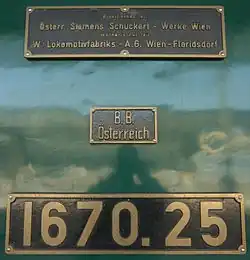 Österr. Siemens Schuckert - Werke Wien
W. Lokomotivfabriks - A.G. Wien - Floridsdorf
B.B.
Österreich
1670.25